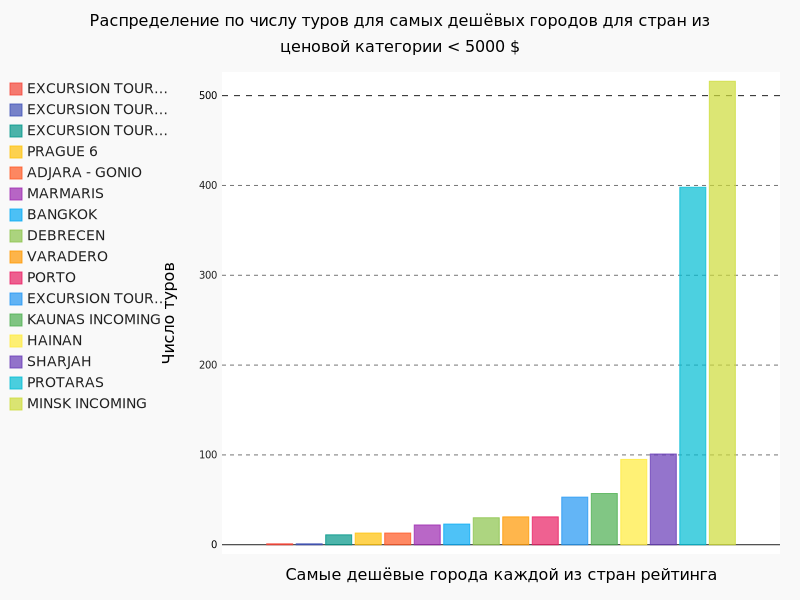 Распределение по числу туров для самых дешёвых городов для стран из
ценовой категории < 5000 $
EXCURSION TOUR…
EXCURSION TOUR…
EXCURSION TOUR…
PRAGUE 6
ADJARA - GONIO
MARMARIS
BANGKOK
DEBRECEN
VARADERO
PORTO
EXCURSION TOUR…
KAUNAS INCOMING
HAINAN
SHARJAH
PROTARAS
MINSK INCOMING
Число туров
500
400
300
200
100
0
Самые дешёвые города каждой из стран рейтинга